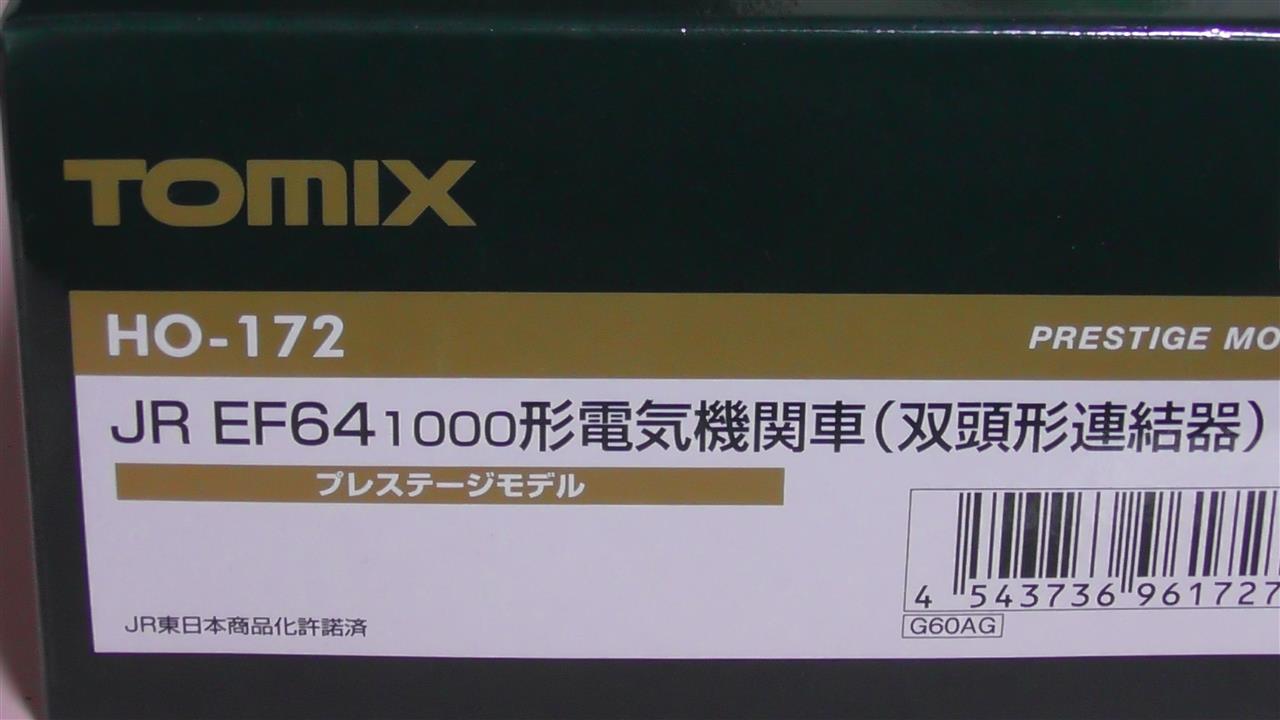 TOMIX
HO-172
PRESTIGE MO
JR EF641000形電気機関車(双頭形連結器)
プレステージモデル
4 543736 961727
JR東日本商品化許諾済
G60AG